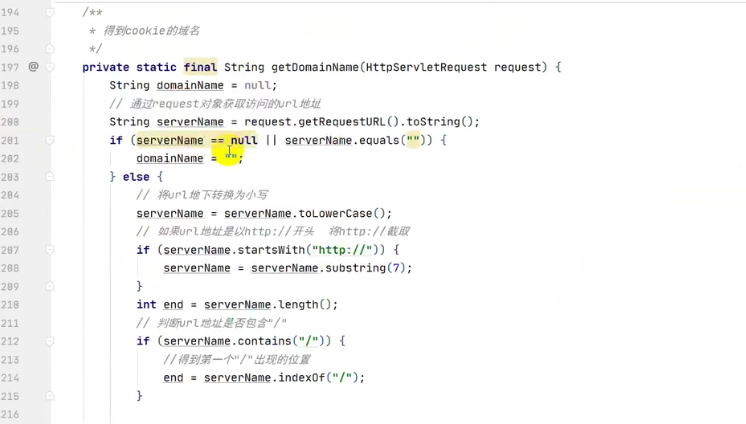 194 /**
195 * 得到cookie的域名
196 */
197 @ private static final String getDomainName(HttpServletRequest request) {
198 String domainName = null;
199 // 通过request对象获取访问的url地址
200 String serverName = request.getRequestURL().toString();
201 if (serverName == null || serverName.equals("")) {
202 domainName = "";
203 } else {
204 // 将url地下转换为小写
205 serverName = serverName.toLowerCase();
206 // 如果url地址是以http://开头 将http://截取
207 if (serverName.startsWith("http://")) {
208 serverName = serverName.substring(7);
209 }
210 int end = serverName.length();
211 // 判断url地址是否包含"/"
212 if (serverName.contains("/")) {
213 //得到第一个"/"出现的位置
214 end = serverName.indexOf("/");
215 }
216